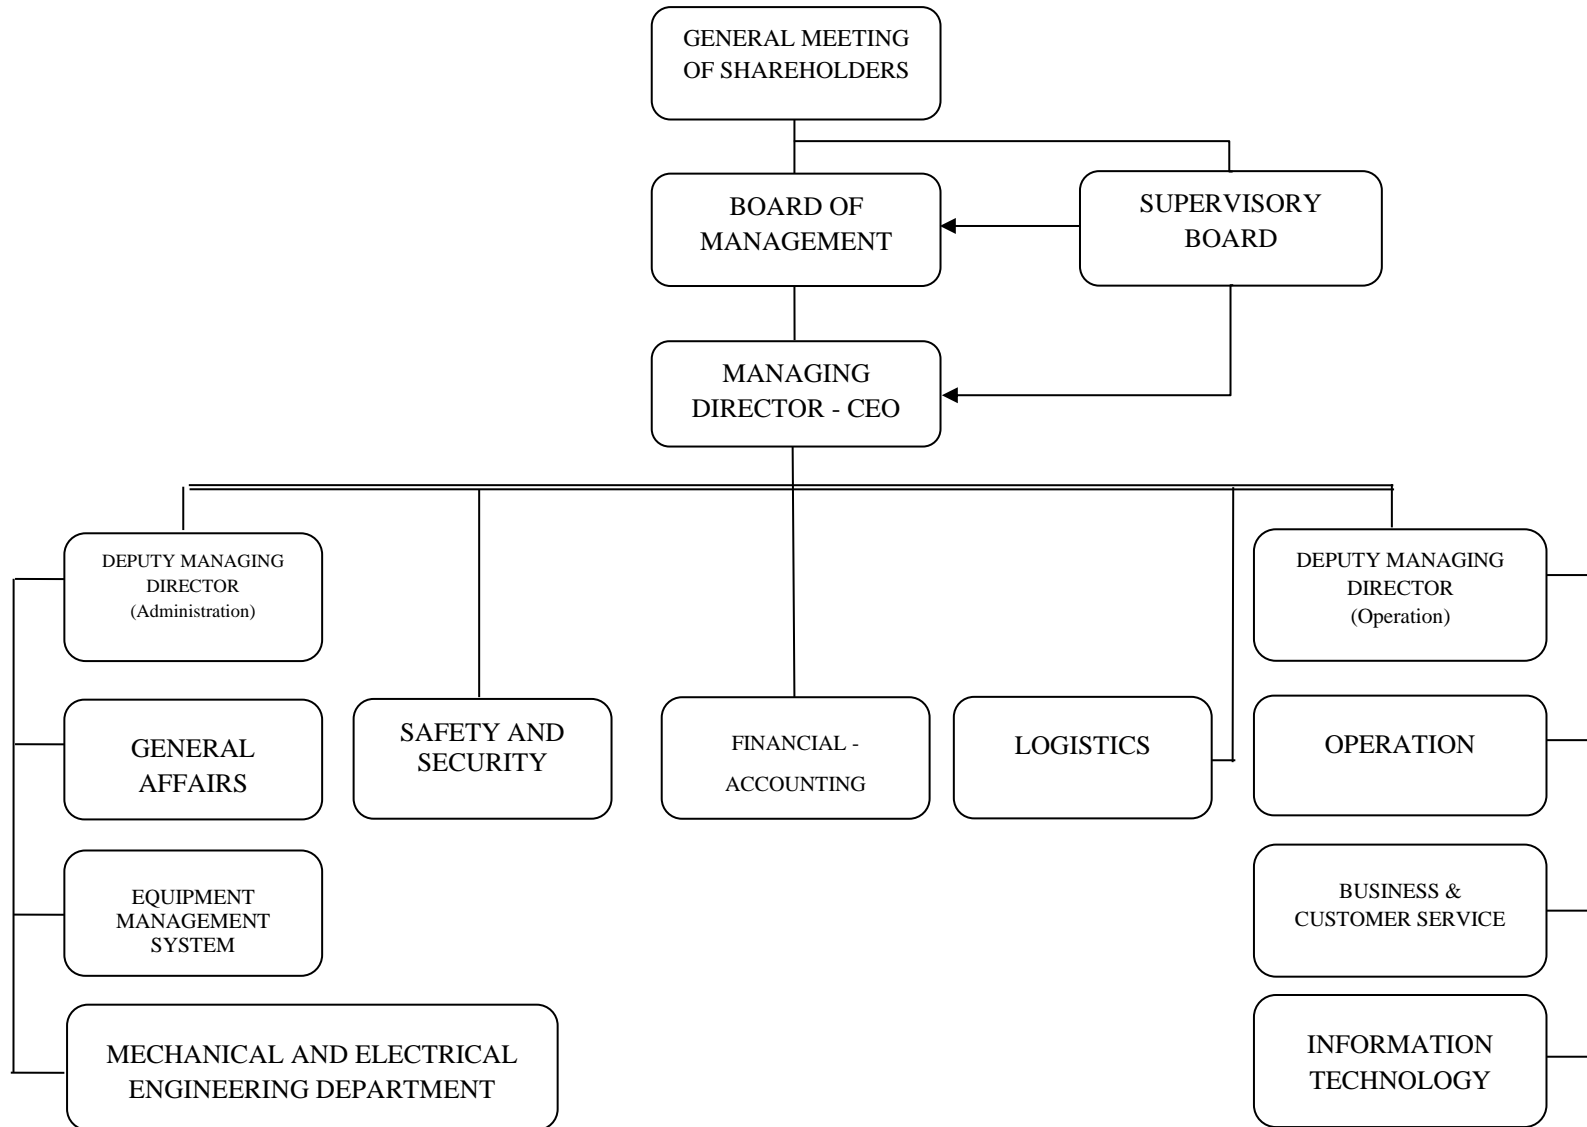 GENERAL MEETING
OF SHAREHOLDERS
BOARD OF
MANAGEMENT
SUPERVISORY
BOARD
MANAGING
DIRECTOR - CEO
DEPUTY MANAGING
DIRECTOR
(Administration)
DEPUTY MANAGING
DIRECTOR
(Operation)
GENERAL
AFFAIRS
SAFETY AND
SECURITY
FINANCIAL -
ACCOUNTING
LOGISTICS
OPERATION
EQUIPMENT
MANAGEMENT
SYSTEM
BUSINESS &
CUSTOMER SERVICE
MECHANICAL AND ELECTRICAL
ENGINEERING DEPARTMENT
INFORMATION
TECHNOLOGY